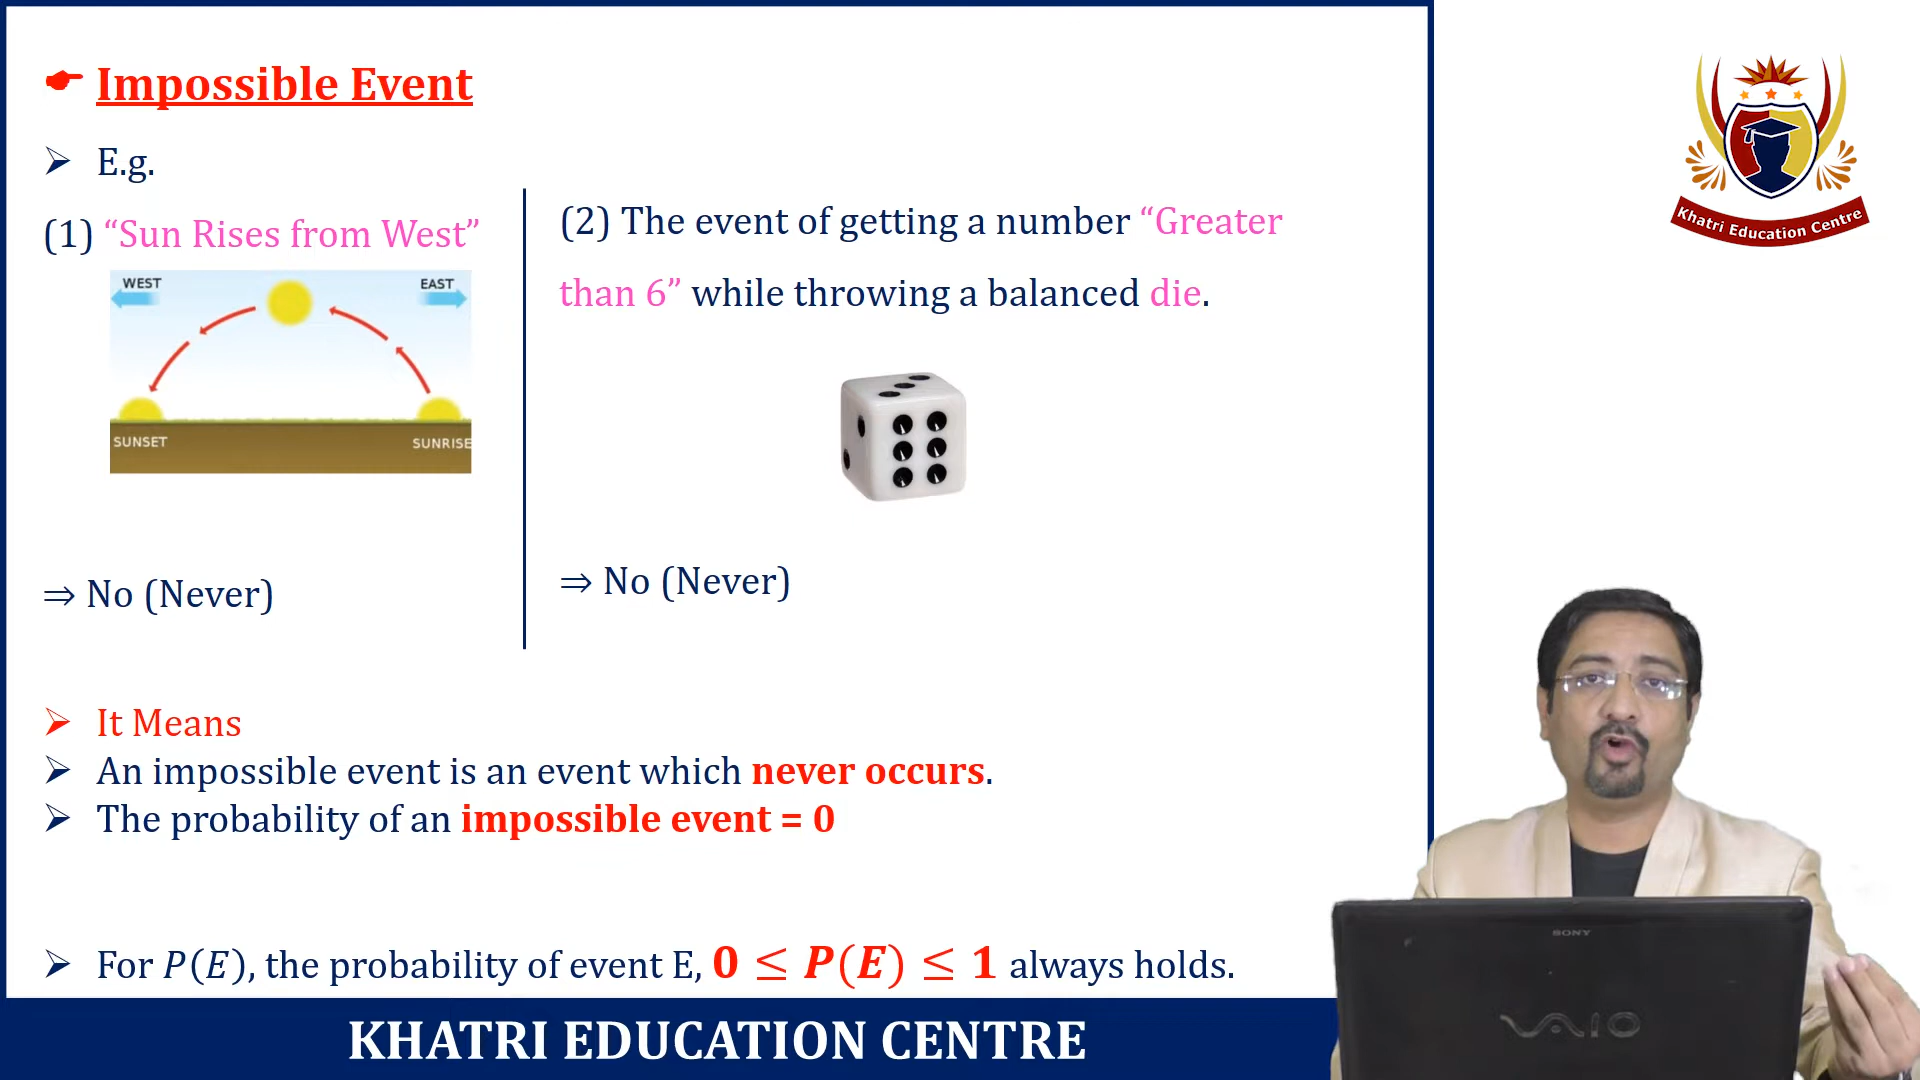 Impossible Event
E.g.
(1) “Sun Rises from West”
WEST
EAST
SUNSET
SUNRISE
⇒ No (Never)
(2) The event of getting a number “Greater
than 6” while throwing a balanced die.
⇒ No (Never)
It Means
An impossible event is an event which never occurs.
The probability of an impossible event = 0
For P(E), the probability of event E, 0 ≤ P(E) ≤ 1 always holds.
KHATRI EDUCATION CENTRE
Khatri Education Centre
SONY
VAIO